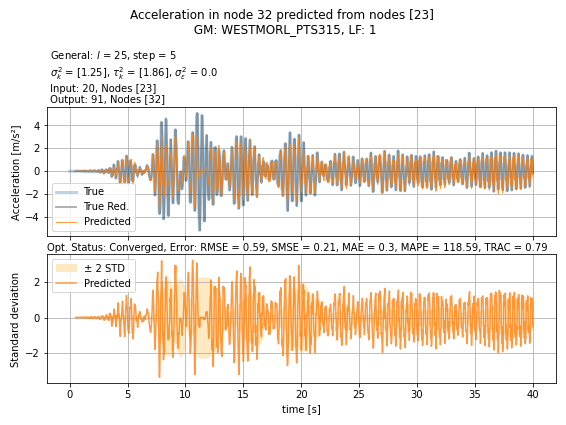 Acceleration in node 32 predicted from nodes [23]
GM: WESTMORL_PTS315, LF: 1
General: l = 25, step = 5
σ²ₖ = [1.25], τ²ₖ = [1.86], σ²ε = 0.0
Input: 20, Nodes [23]
Output: 91, Nodes [32]
Acceleration [m/s²]
4
2
0
−2
−4
True
True Red.
Predicted
Opt. Status: Converged, Error: RMSE = 0.59, SMSE = 0.21, MAE = 0.3, MAPE = 118.59, TRAC = 0.79
Standard deviation
2
0
−2
± 2 STD
Predicted
0 5 10 15 20 25 30 35 40
time [s]